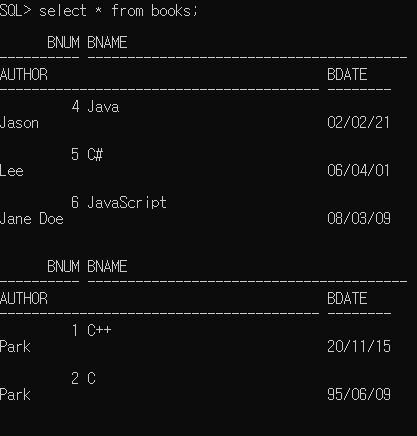 SQL> select * from books;
BNUM BNAME
---------- ----------------------------------------
AUTHOR BDATE
---------------------------------------- --------
4 Java
Jason 02/02/21
5 C#
Lee 06/04/01
6 JavaScript
Jane Doe 08/03/09
BNUM BNAME
---------- ----------------------------------------
AUTHOR BDATE
---------------------------------------- --------
1 C++
Park 20/11/15
2 C
Park 95/06/09